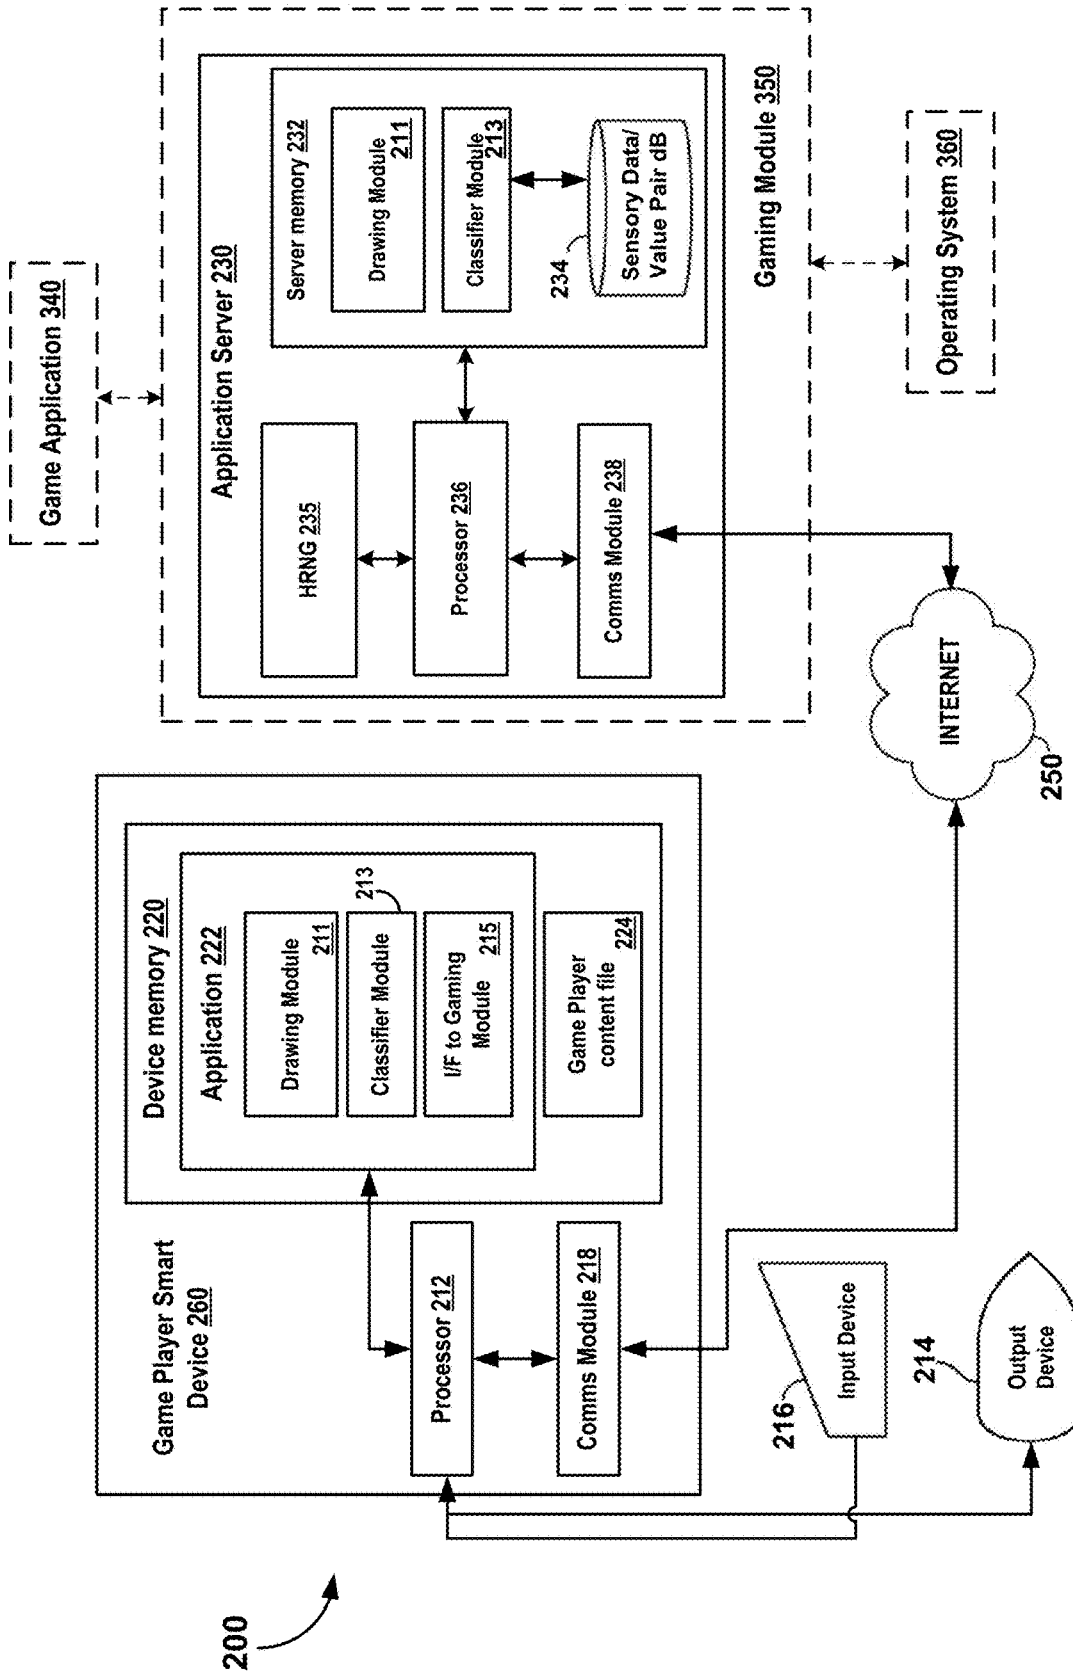 200
Game Player Smart
Device 260
Device memory 220
Application 222
Drawing Module
211
Classifier Module
213
I/F to Gaming
Module
215
Game Player
content file
224
Processor 212
Comms Module 218
216
Input Device
214
Output
Device
Game Application 340
Application Server 230
Server memory 232
Drawing Module
211
Classifier Module
213
234
Sensory Data/
Value Pair dB
HRNG 235
Processor 236
Comms Module 238
Gaming Module 350
Operating System 360
INTERNET
250